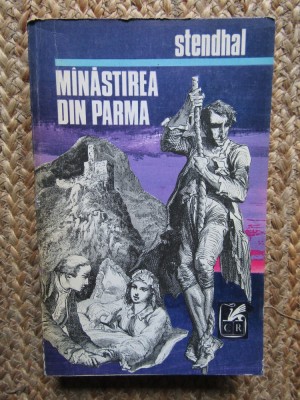 stendhal
MÎNĂSTIREA
DIN PARMA
C R